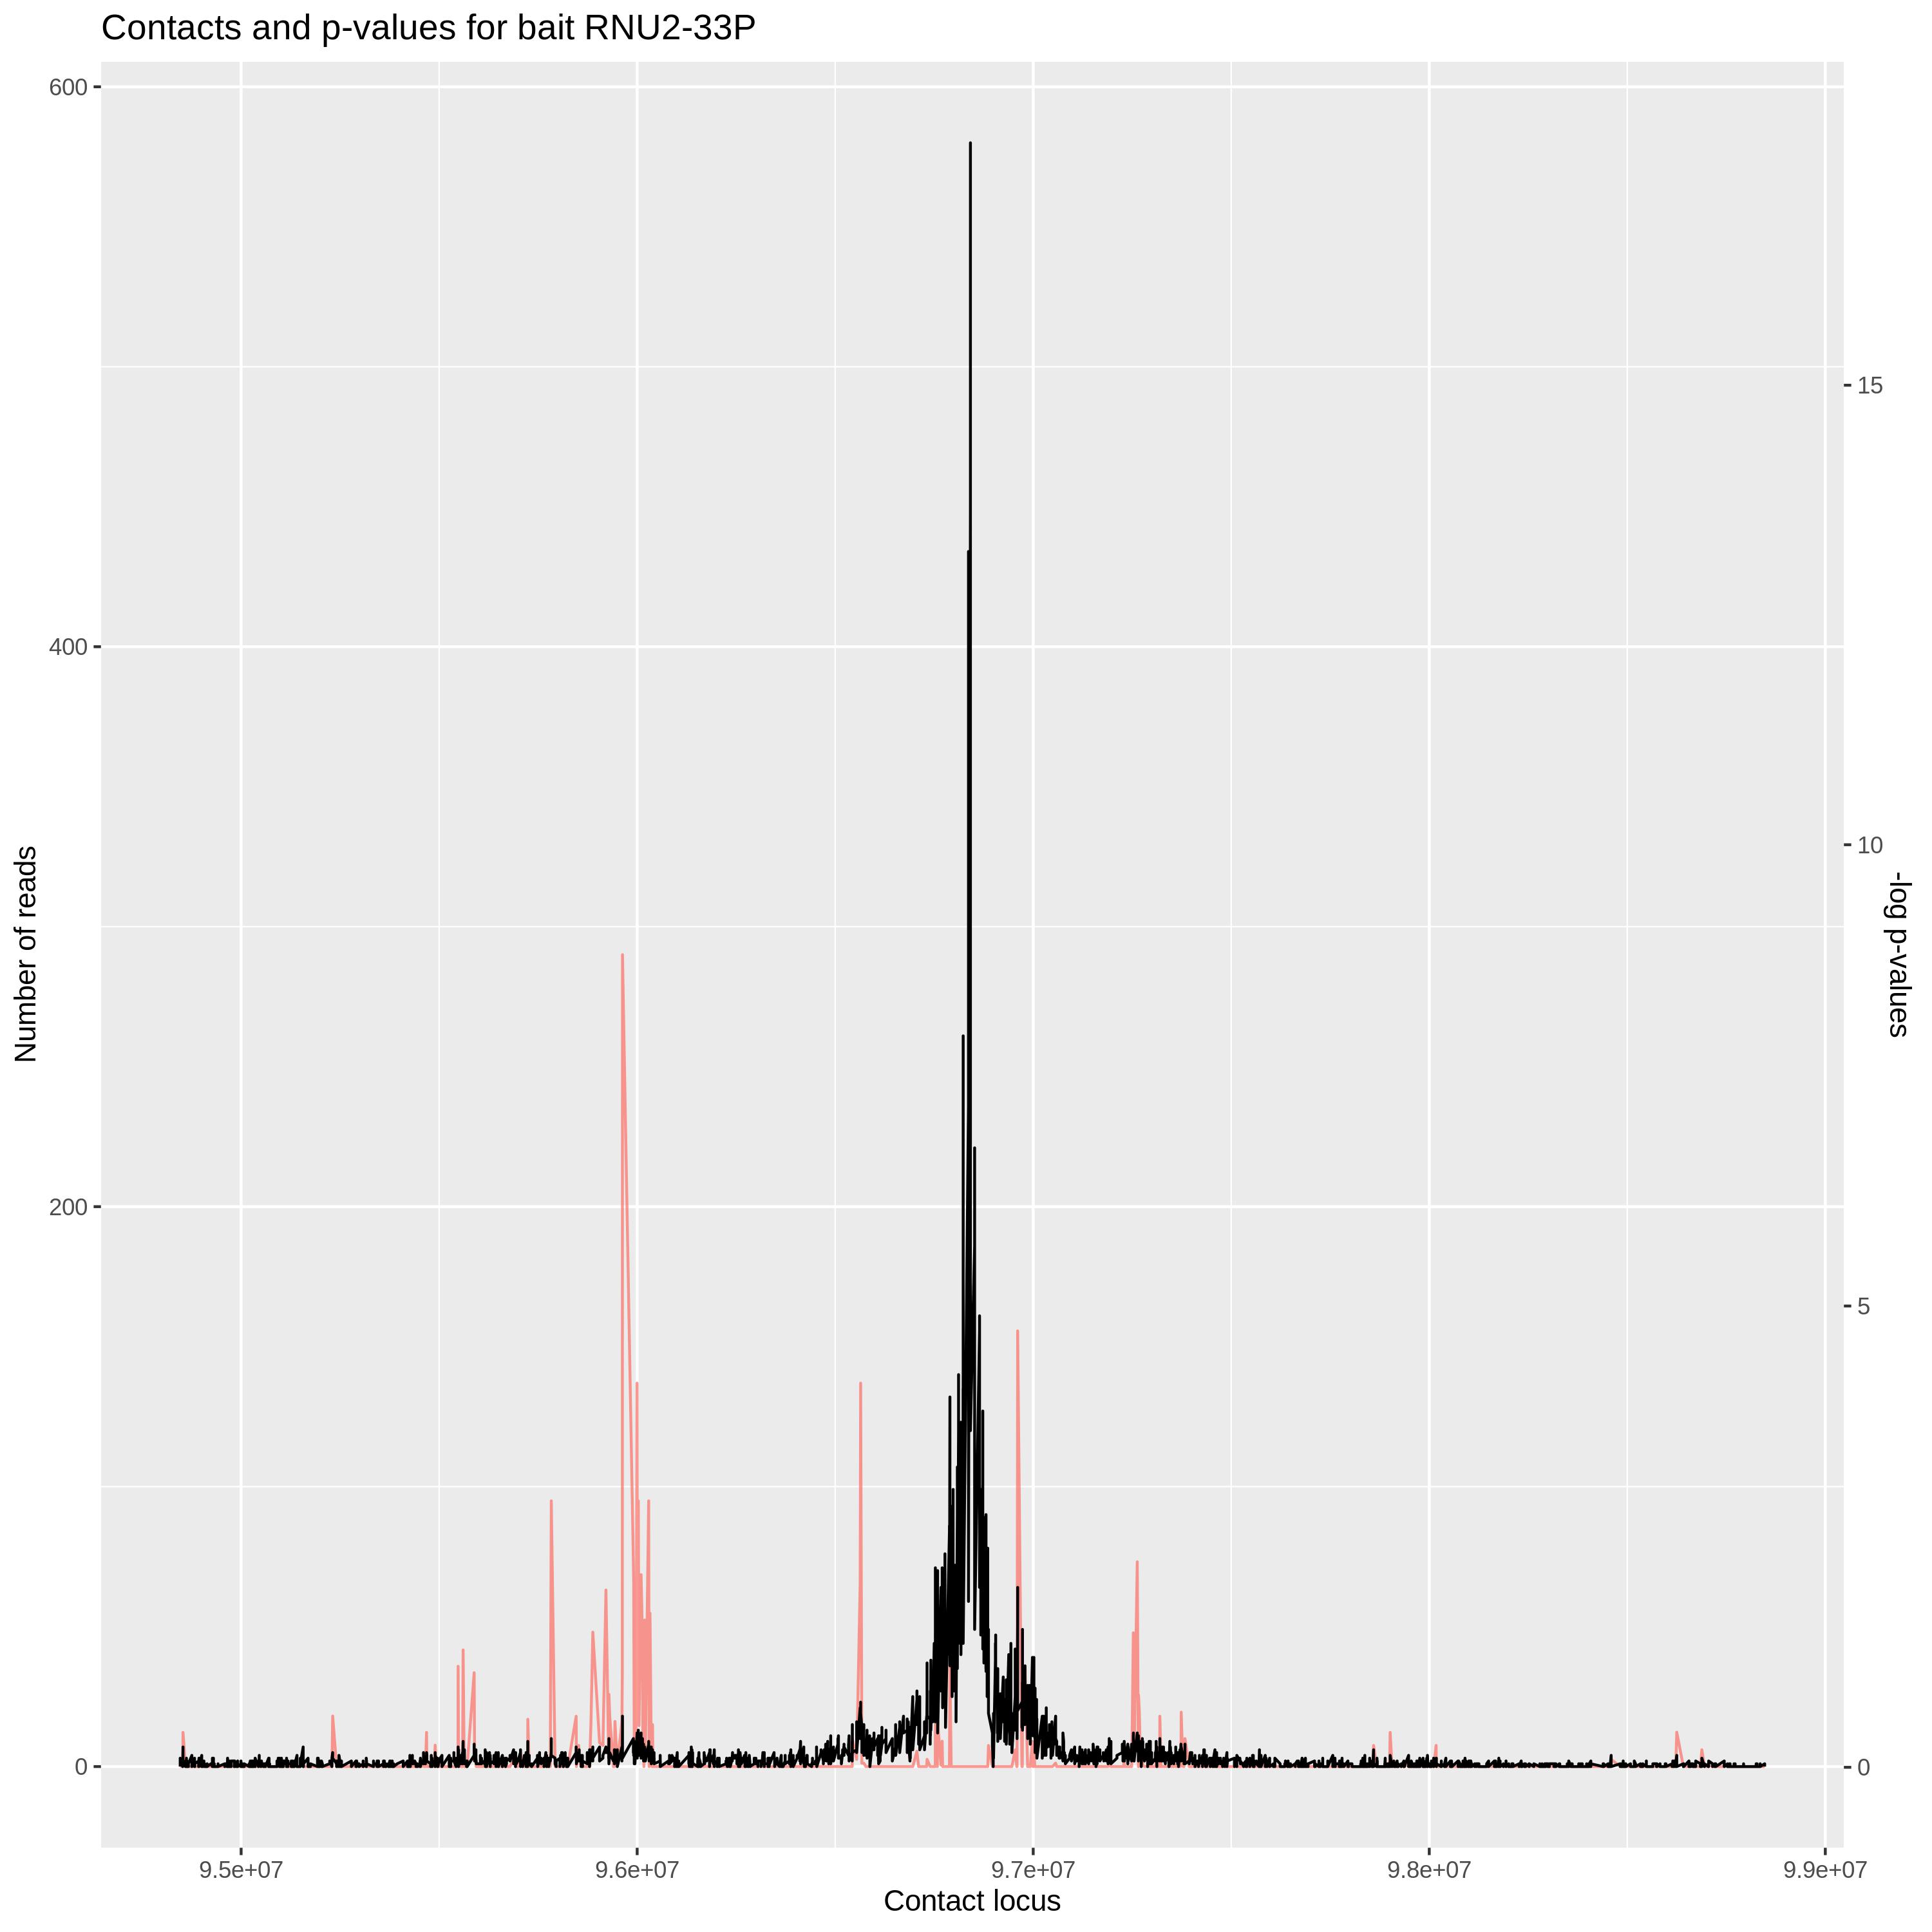 Contacts and p-values for bait RNU2-33P
600
400
200
0
Number of reads
15
10
5
0
-log p-values
9.5e+07 9.6e+07 9.7e+07 9.8e+07 9.9e+07
Contact locus